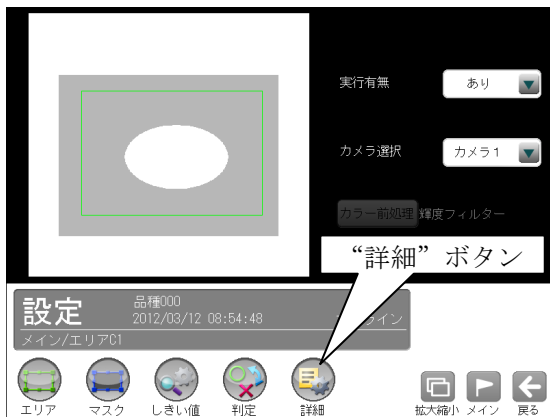 実行有無 あり
カメラ選択 カメラ1
カラー前処理 輝度フィルター
“詳細” ボタン
設定 品種000
2012/03/12 08:54:48 ライン
メイン/エリアC1
エリア マスク しきい値 判定 詳細 拡大縮小 メイン 戻る